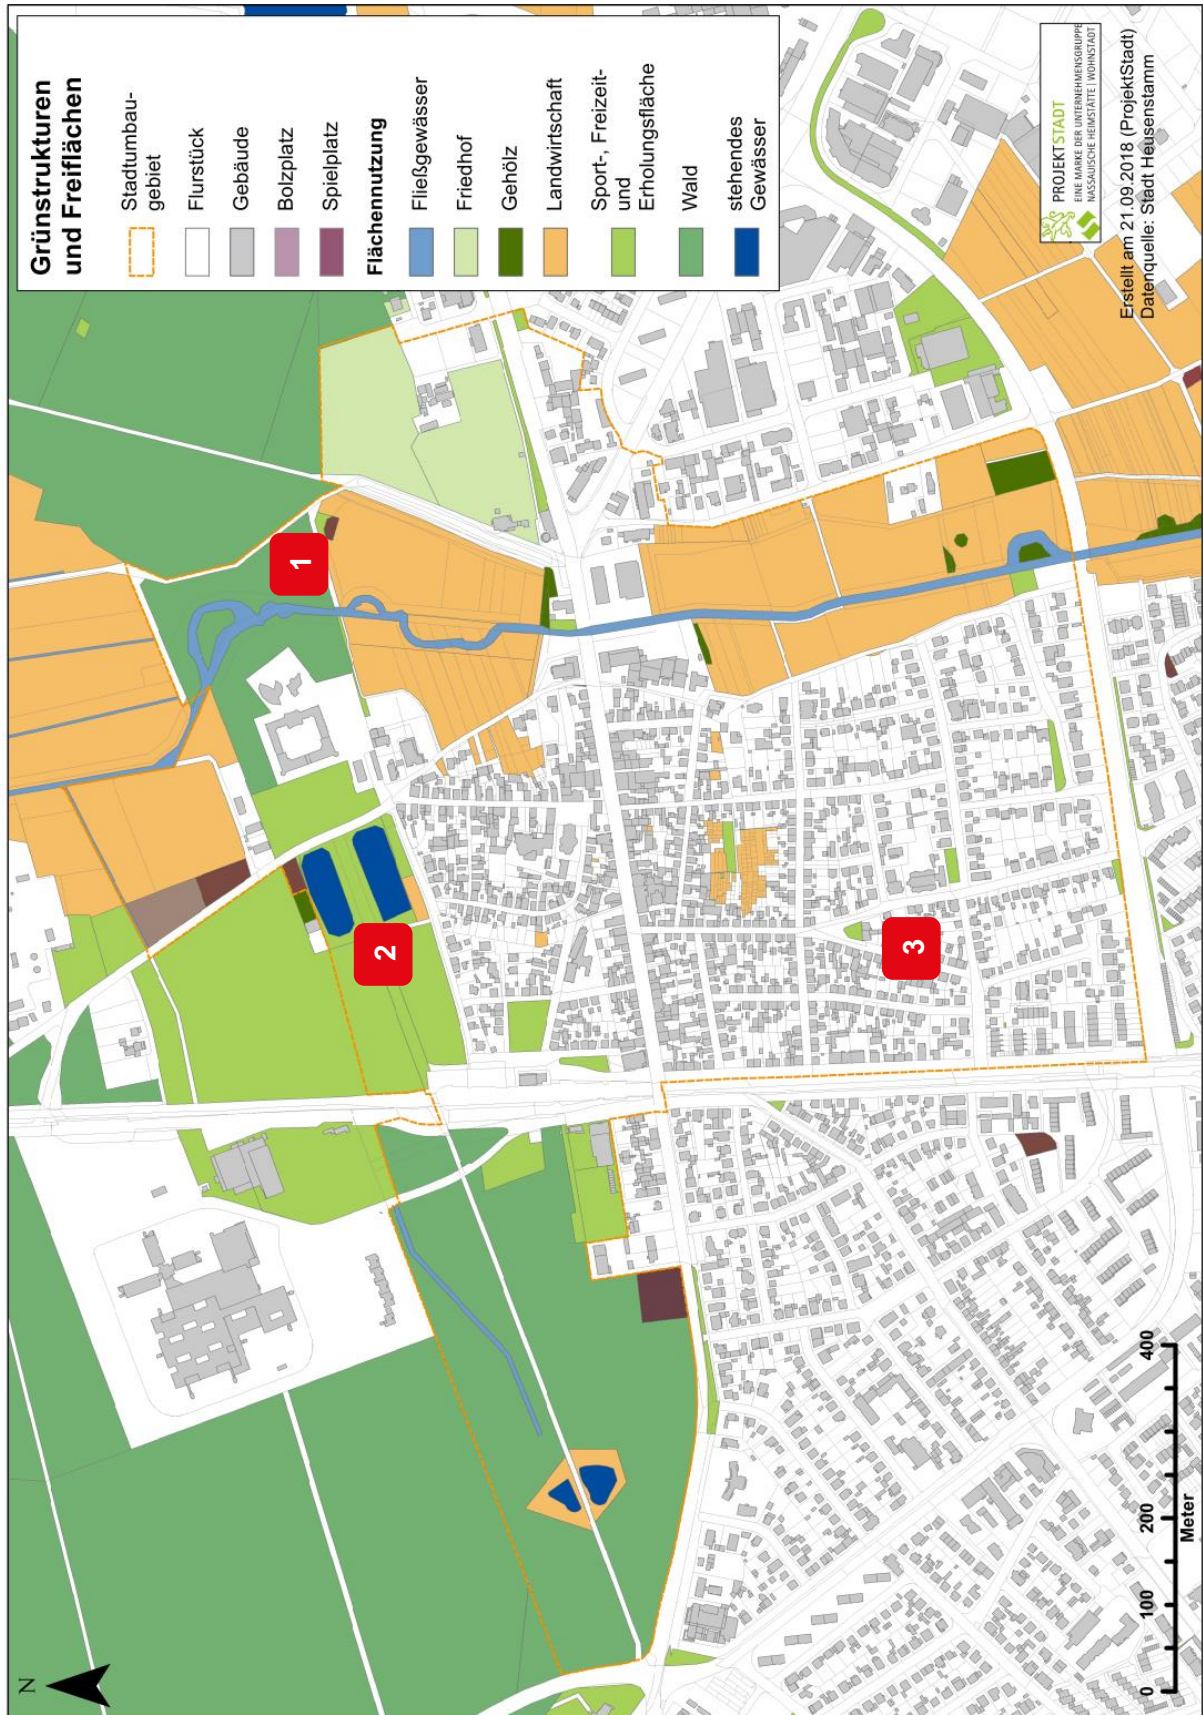 Grünstrukturen
und Freiflächen
Stadtumbau-
gebiet
Flurstück
Gebäude
Bolzplatz
Spielplatz
Flächennutzung
Fließgewässer
Friedhof
Gehölz
Landwirtschaft
Sport-, Freizeit-
und
Erholungsfläche
Wald
stehendes
Gewässer
N
1
2
3
0
100
200
400
Meter
PROJEKTSTADT
EINE MARKE DER UNTERNEHMENSGRUPPE
NASSAUISCHE HEIMSTÄTTE | WOHNSTADT
Erstellt am 21.09.2018 (ProjektStadt)
Datenquelle: Stadt Heusenstamm